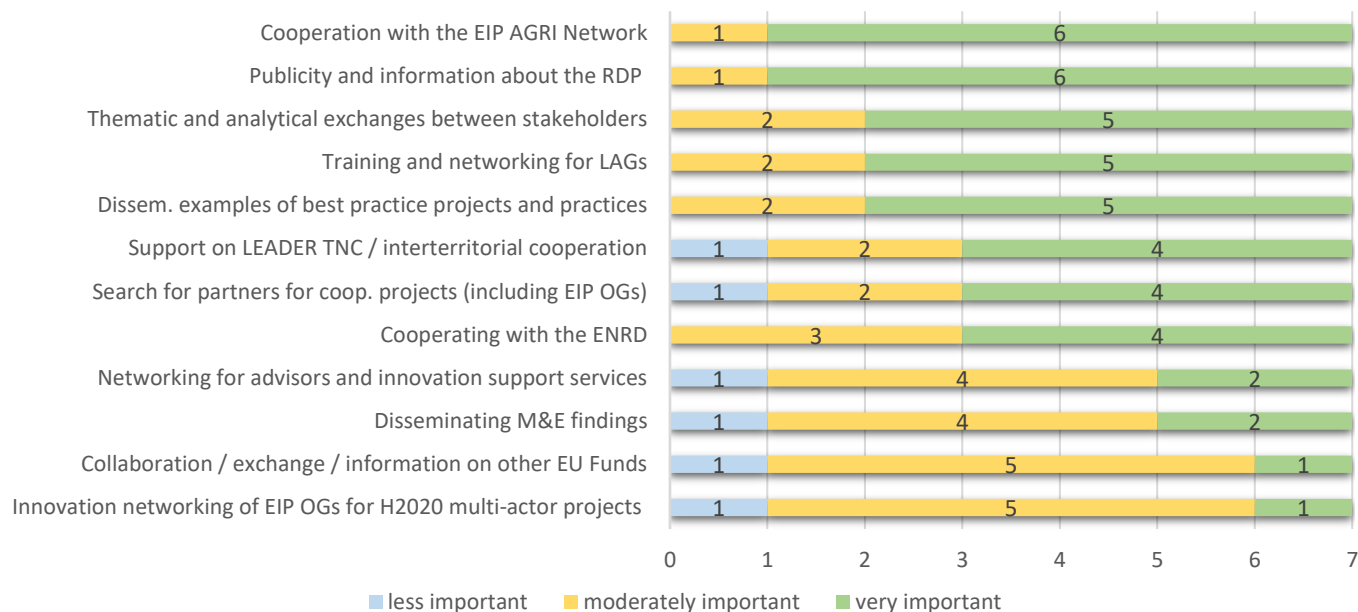 Cooperation with the EIP AGRI Network 1 6
Publicity and information about the RDP 1 6
Thematic and analytical exchanges between stakeholders 2 5
Training and networking for LAGs 2 5
Dissem. examples of best practice projects and practices 2 5
Support on LEADER TNC / interterritorial cooperation 1 2 4
Search for partners for coop. projects (including EIP OGs) 1 2 4
Cooperating with the ENRD 3 4
Networking for advisors and innovation support services 1 4 2
Disseminating M&E findings 1 4 2
Collaboration / exchange / information on other EU Funds 1 5 1
Innovation networking of EIP OGs for H2020 multi-actor projects 1 5 1
0 1 2 3 4 5 6 7
less important moderately important very important